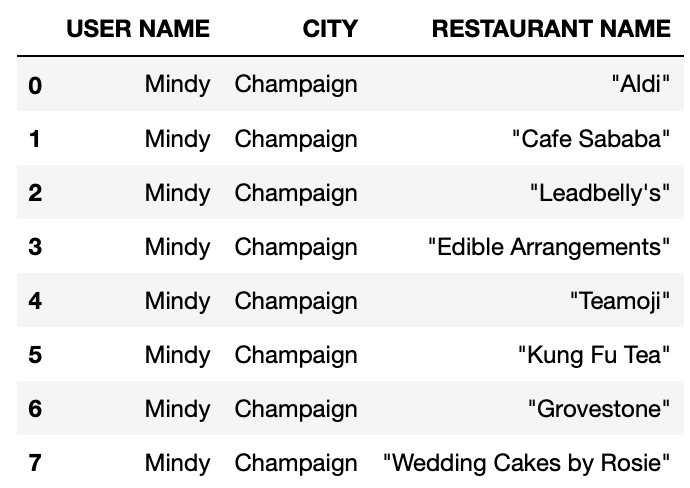 USER NAME CITY RESTAURANT NAME
0 Mindy Champaign "Aldi"
1 Mindy Champaign "Cafe Sababa"
2 Mindy Champaign "Leadbelly's"
3 Mindy Champaign "Edible Arrangements"
4 Mindy Champaign "Teamoji"
5 Mindy Champaign "Kung Fu Tea"
6 Mindy Champaign "Grovestone"
7 Mindy Champaign "Wedding Cakes by Rosie"